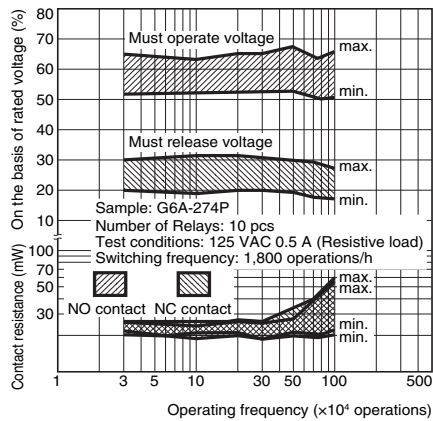 On the basis of rated voltage (%)
80
70
60
50
40
30
20
10
Must operate voltage
max.
min.
Must release voltage
max.
min.
Sample: G6A-274P
Number of Relays: 10 pcs
Test conditions: 125 VAC 0.5 A (Resistive load)
Switching frequency: 1,800 operations/h
Contact resistance (mW)
100
70
50
30
NO contact
NC contact
max.
max.
min.
min.
1
3
5
10
30
50
100
500
Operating frequency (×10⁴ operations)